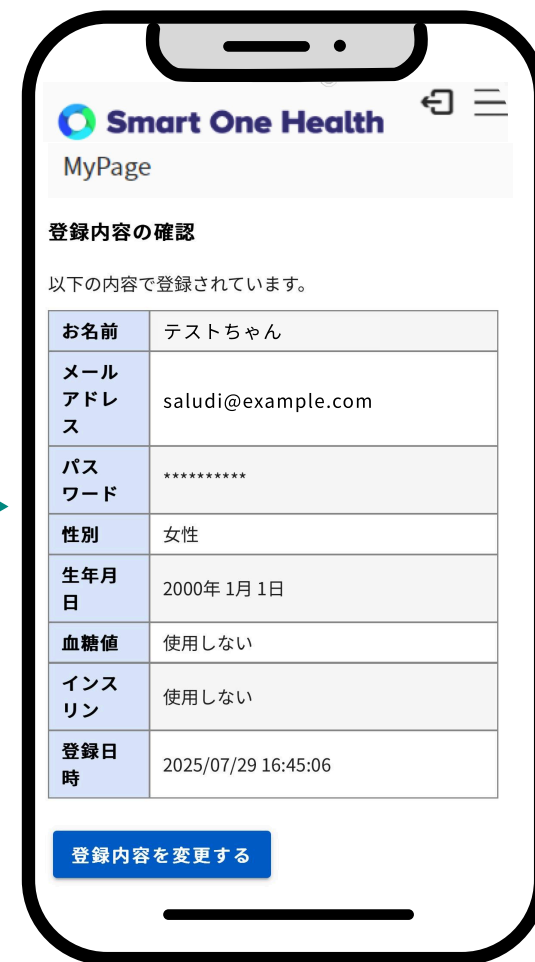 Smart One Health
MyPage
登録内容の確認
以下の内容で登録されています。
お名前 テストちゃん
メール
アドレ
ス
saludi@example.com
パス
ワード
**********
性別 女性
生年月
日
2000年 1月 1日
血糖値 使用しない
インス
リン
使用しない
登録日
時
2025/07/29 16:45:06
登録内容を変更する